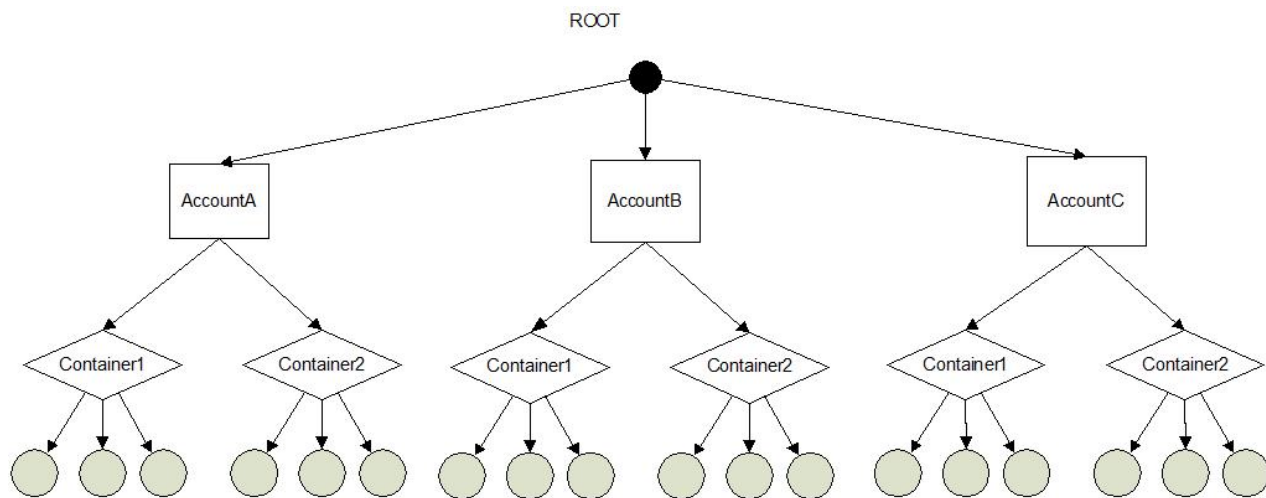 ROOT
AccountA
AccountB
AccountC
Container1
Container2
Container1
Container2
Container1
Container2